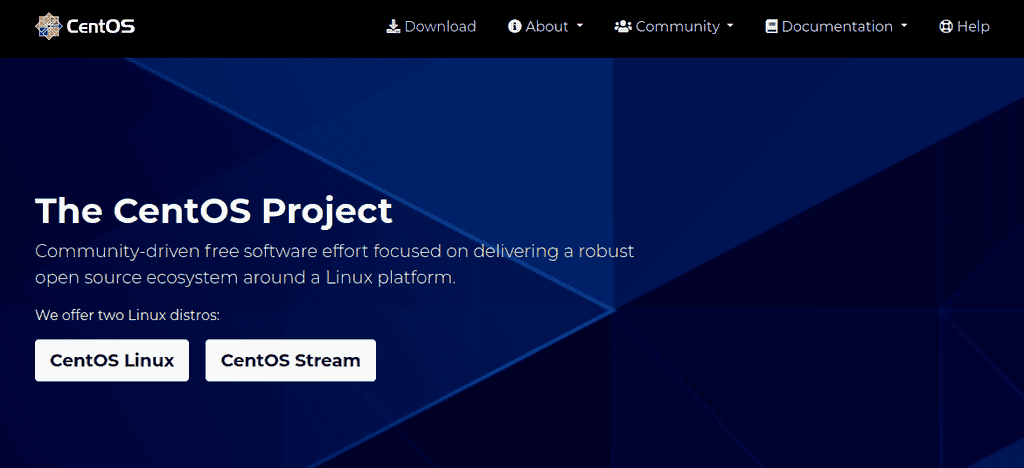 CentOS
Download
About
Community
Documentation
Help
The CentOS Project
Community-driven free software effort focused on delivering a robust
open source ecosystem around a Linux platform.
We offer two Linux distros:
CentOS Linux
CentOS Stream